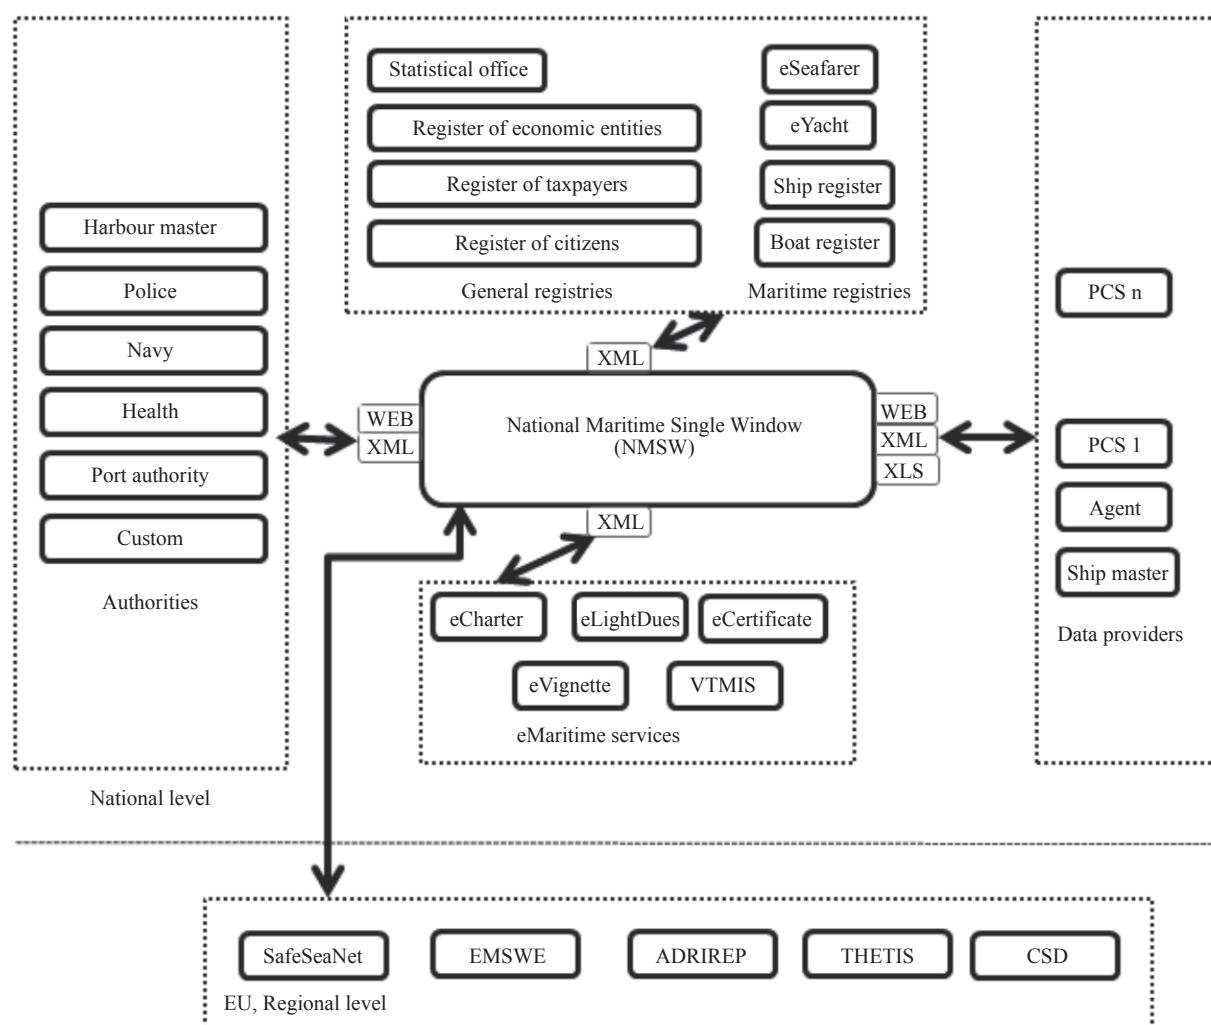 Statistical office
Register of economic entities
Register of taxpayers
Register of citizens
General registries
eSeafarer
eYacht
Ship register
Boat register
Maritime registries
Harbour master
Police
Navy
Health
Port authority
Custom
Authorities
National level
XML
WEB
XML
National Maritime Single Window
(NMSW)
WEB
XML
XLS
XML
PCS n
PCS 1
Agent
Ship master
Data providers
eCharter
eLightDues
eCertificate
eVignette
VTMIS
eMaritime services
SafeSeaNet
EMSWE
ADRIREP
THETIS
CSD
EU, Regional level